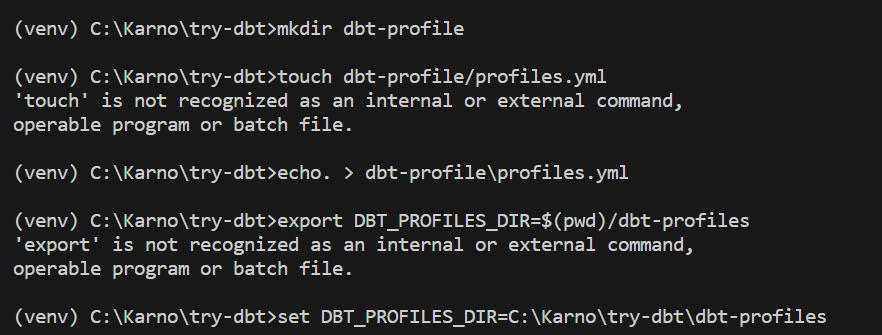 (venv) C:\Karno\try-dbt>mkdir dbt-profile
(venv) C:\Karno\try-dbt>touch dbt-profile/profiles.yml
'touch' is not recognized as an internal or external command,
operable program or batch file.
(venv) C:\Karno\try-dbt>echo. > dbt-profile\profiles.yml
(venv) C:\Karno\try-dbt>export DBT_PROFILES_DIR=$(pwd)/dbt-profiles
'export' is not recognized as an internal or external command,
operable program or batch file.
(venv) C:\Karno\try-dbt>set DBT_PROFILES_DIR=C:\Karno\try-dbt\dbt-profiles